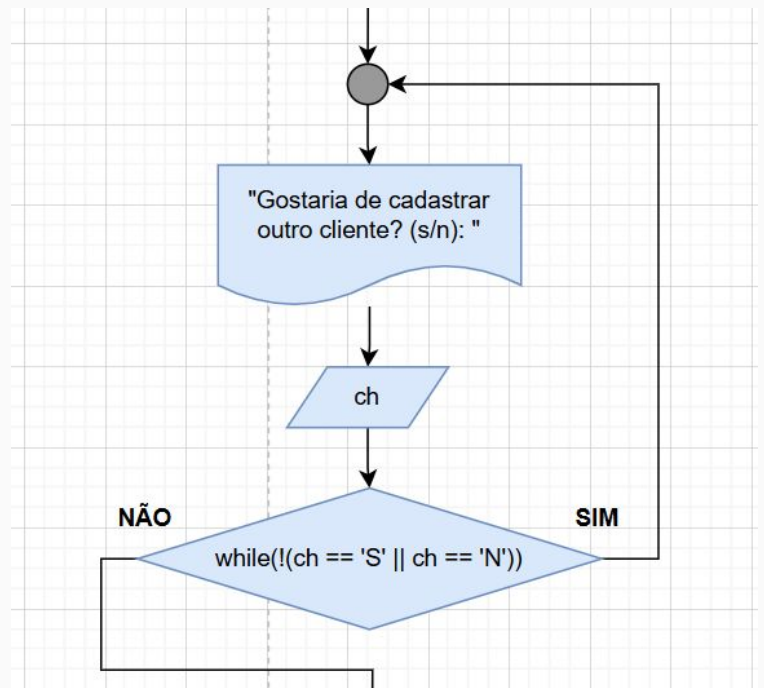 "Gostaria de cadastrar
outro cliente? (s/n): "
ch
NÃO
SIM
while(!(ch == 'S' || ch == 'N'))